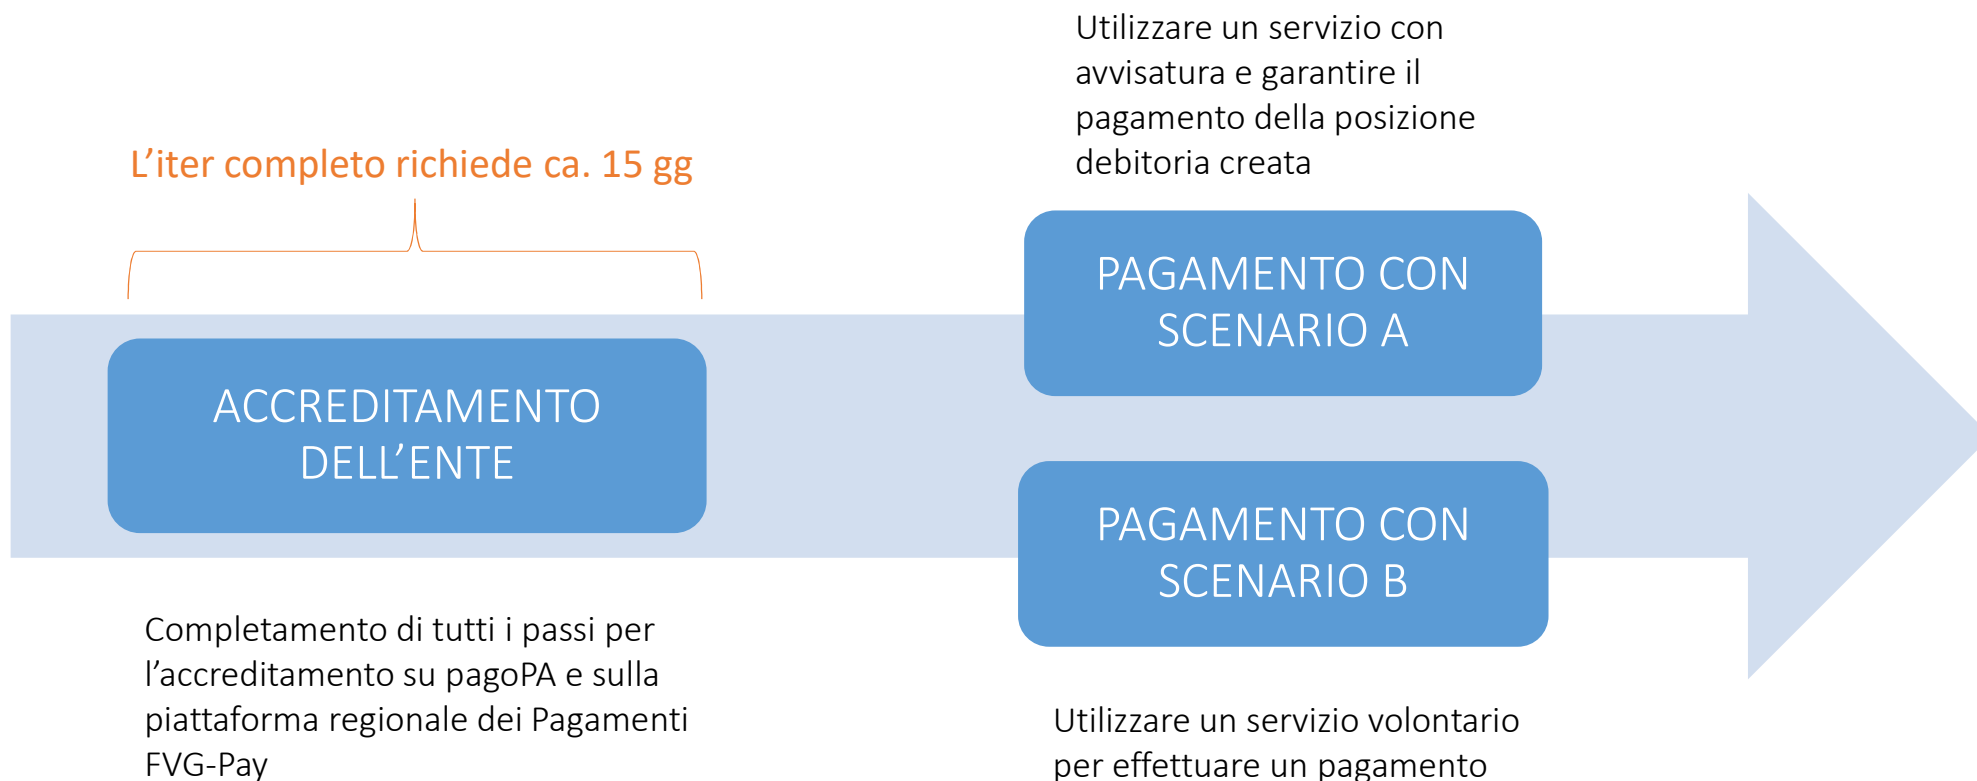 L'iter completo richiede ca. 15 gg
ACCREDITAMENTO
DELL'ENTE
Completamento di tutti i passi per
l'accreditamento su pagoPA e sulla
piattaforma regionale dei Pagamenti
FVG-Pay
Utilizzare un servizio con
avvisatura e garantire il
pagamento della posizione
debitoria creata
PAGAMENTO CON
SCENARIO A
PAGAMENTO CON
SCENARIO B
Utilizzare un servizio volontario
per effettuare un pagamento